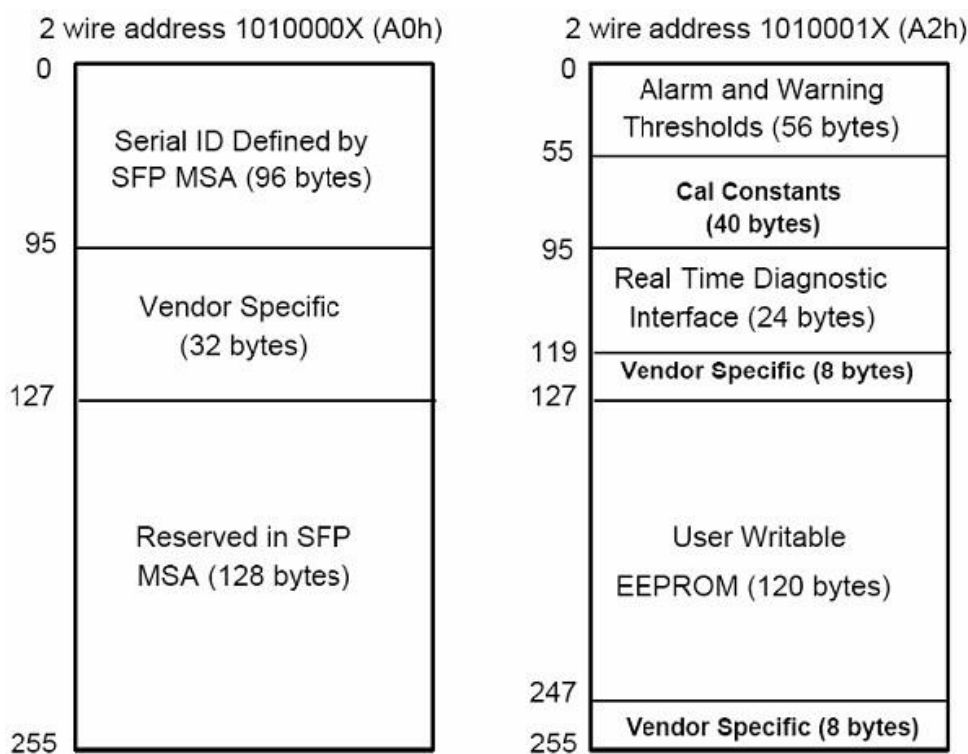 2 wire address 1010000X (A0h)
0
Serial ID Defined by
SFP MSA (96 bytes)
95
Vendor Specific
(32 bytes)
127
Reserved in SFP
MSA (128 bytes)
255
2 wire address 1010001X (A2h)
0
Alarm and Warning
Thresholds (56 bytes)
55
Cal Constants
(40 bytes)
95
Real Time Diagnostic
Interface (24 bytes)
119
Vendor Specific (8 bytes)
127
User Writable
EEPROM (120 bytes)
247
Vendor Specific (8 bytes)
255